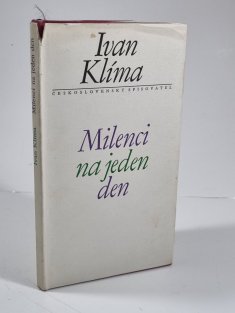 Ivan
Klíma
ČESKOSLOVENSKÝ SPISOVATEL
Milenci
na jeden
den
Ivan Klíma Milenci na jeden den